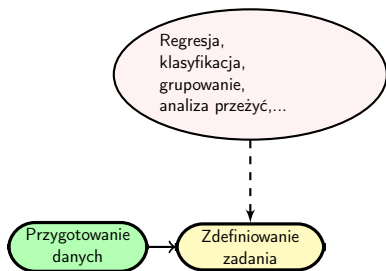 Regresja,
klasyfikacja,
grupowanie,
analiza przeżyć,...
Przygotowanie
danych
Zdefiniowanie
zadania